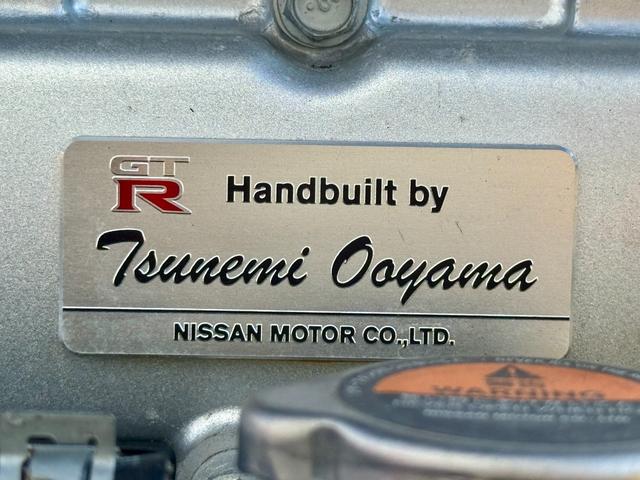 GT
R
Handbuilt by
Tsunemi Ooyama
NISSAN MOTOR CO.,LTD.
WARNING